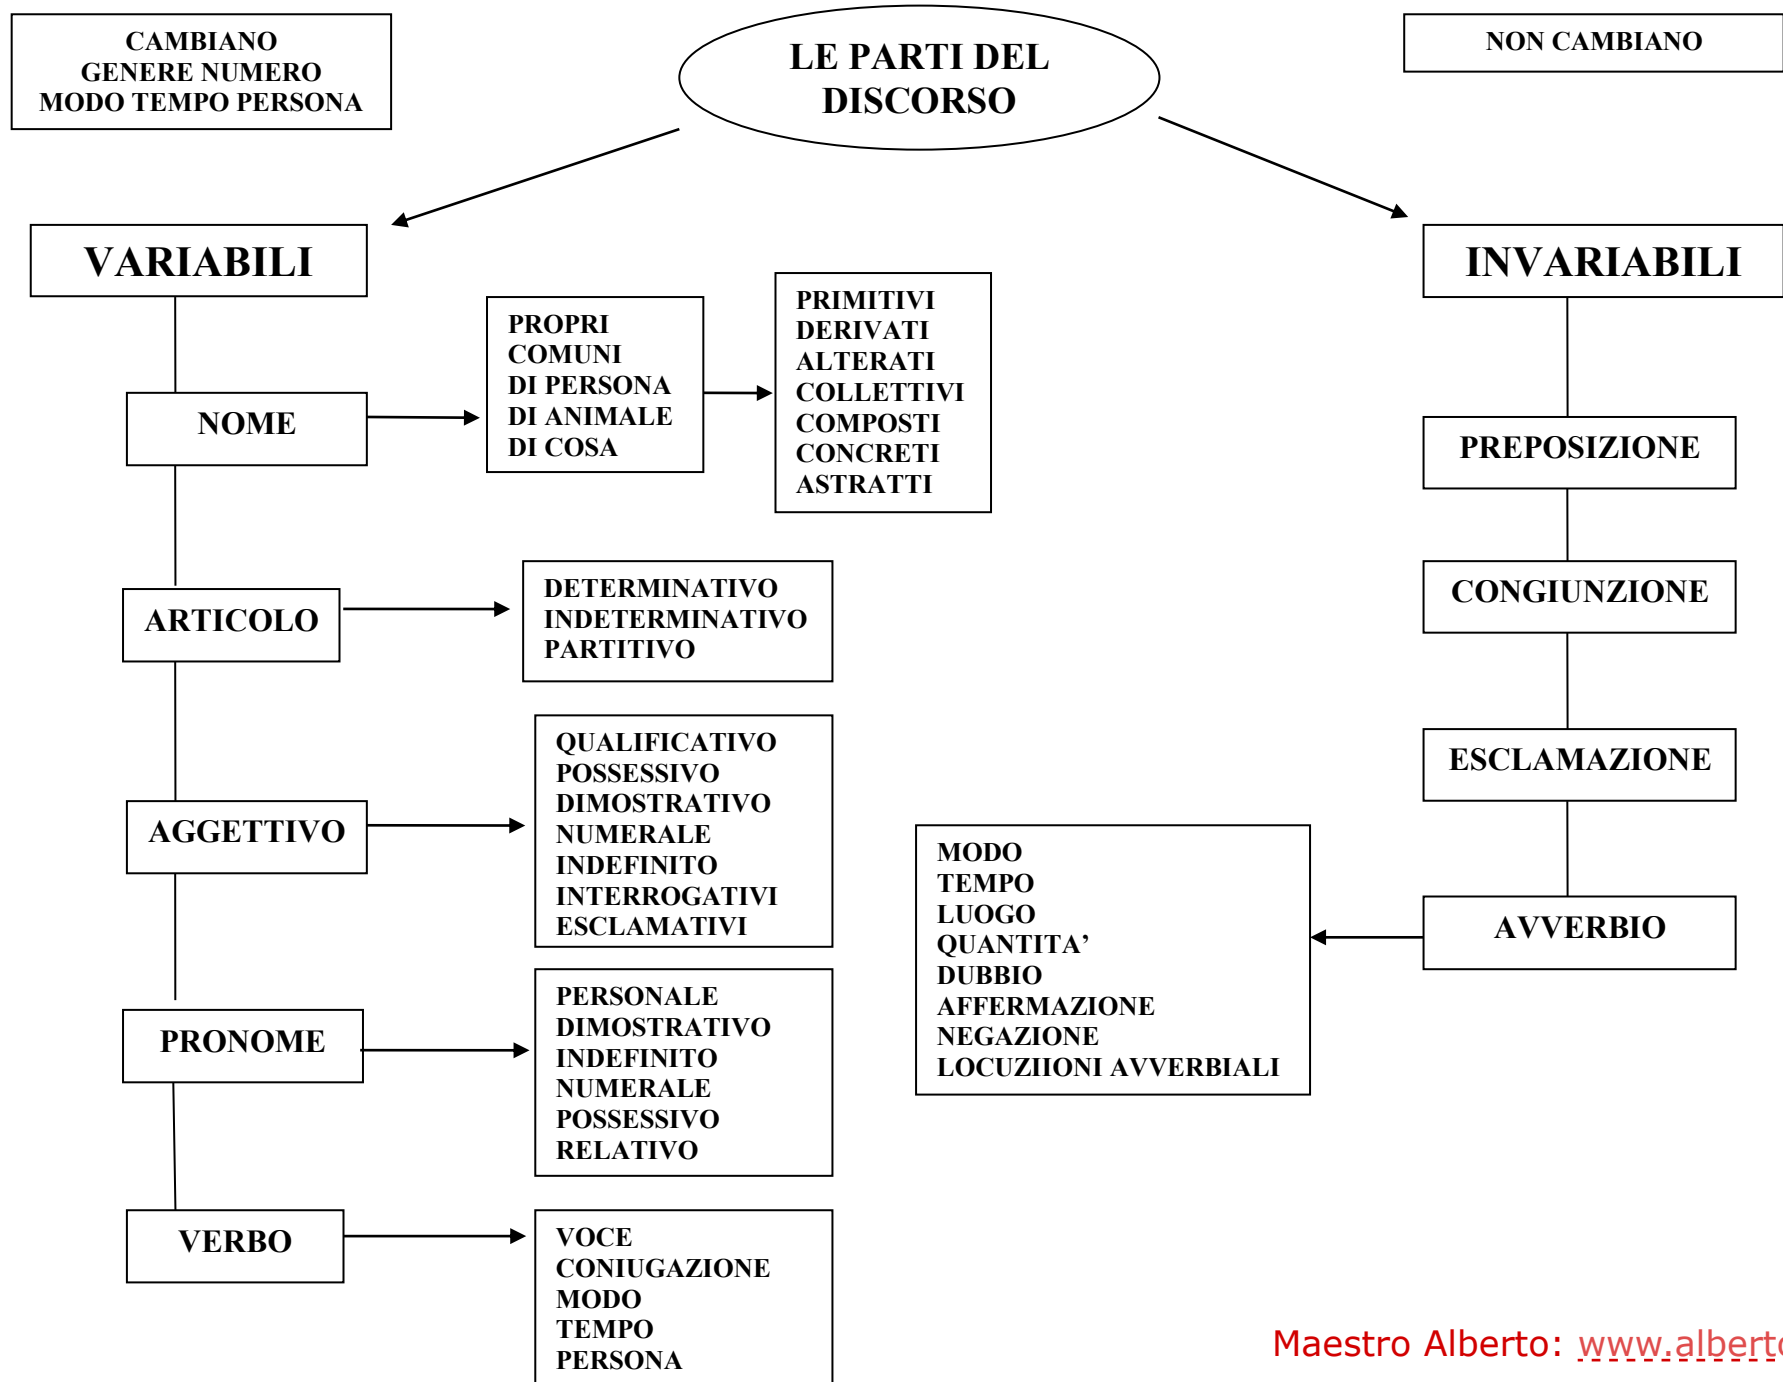 CAMBIANO
GENERE NUMERO
MODO TEMPO PERSONA
LE PARTI DEL
DISCORSO
NON CAMBIANO
VARIABILI
INVARIABILI
NOME
PROPRI
COMUNI
DI PERSONA
DI ANIMALE
DI COSA
PRIMITIVI
DERIVATI
ALTERATI
COLLETTIVI
COMPOSTI
CONCRETI
ASTRATTI
ARTICOLO
DETERMINATIVO
INDETERMINATIVO
PARTITIVO
AGGETTIVO
QUALIFICATIVO
POSSESSIVO
DIMOSTRATIVO
NUMERALE
INDEFINITO
INTERROGATIVI
ESCLAMATIVI
PRONOME
PERSONALE
DIMOSTRATIVO
INDEFINITO
NUMERALE
POSSESSIVO
RELATIVO
VERBO
VOCE
CONIUGAZIONE
MODO
TEMPO
PERSONA
PREPOSIZIONE
CONGIUNZIONE
ESCLAMAZIONE
AVVERBIO
MODO
TEMPO
LUOGO
QUANTITA’
DUBBIO
AFFERMAZIONE
NEGAZIONE
LOCUZIIONI AVVERBIALI
Maestro Alberto: www.alberto